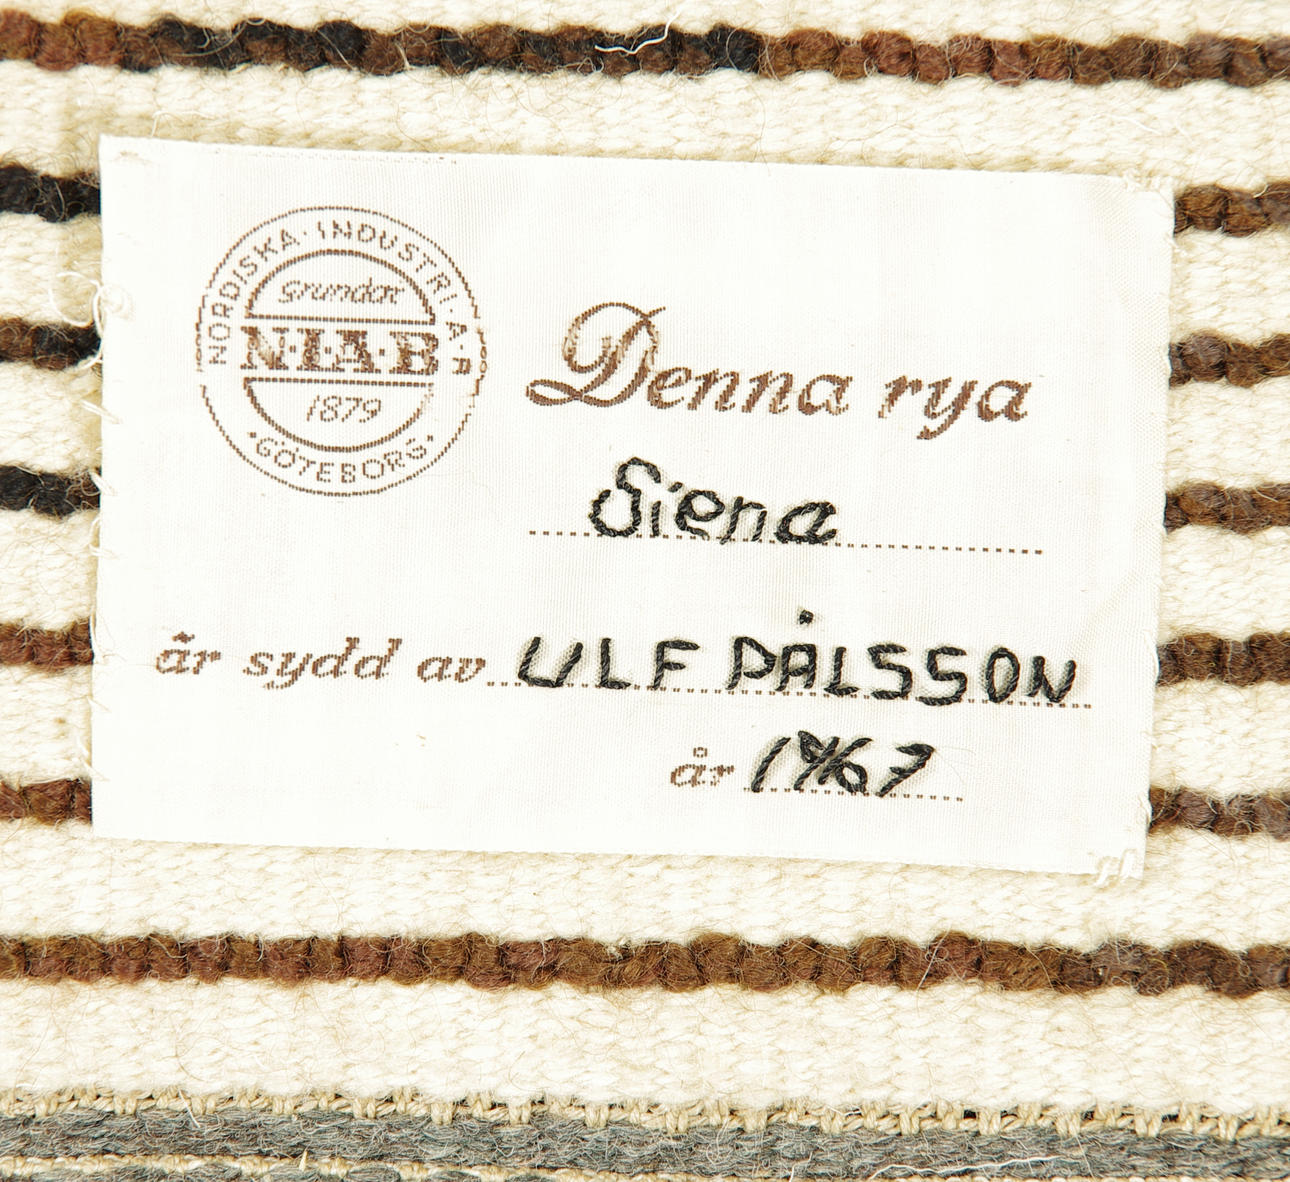 NORDISKA · INDUSTRI · A · B
Grundat
N·I·A·B
1879
· GÖTEBORG ·
Denna rya
Siena
är sydd av ULF PÅLSSON
år 1967